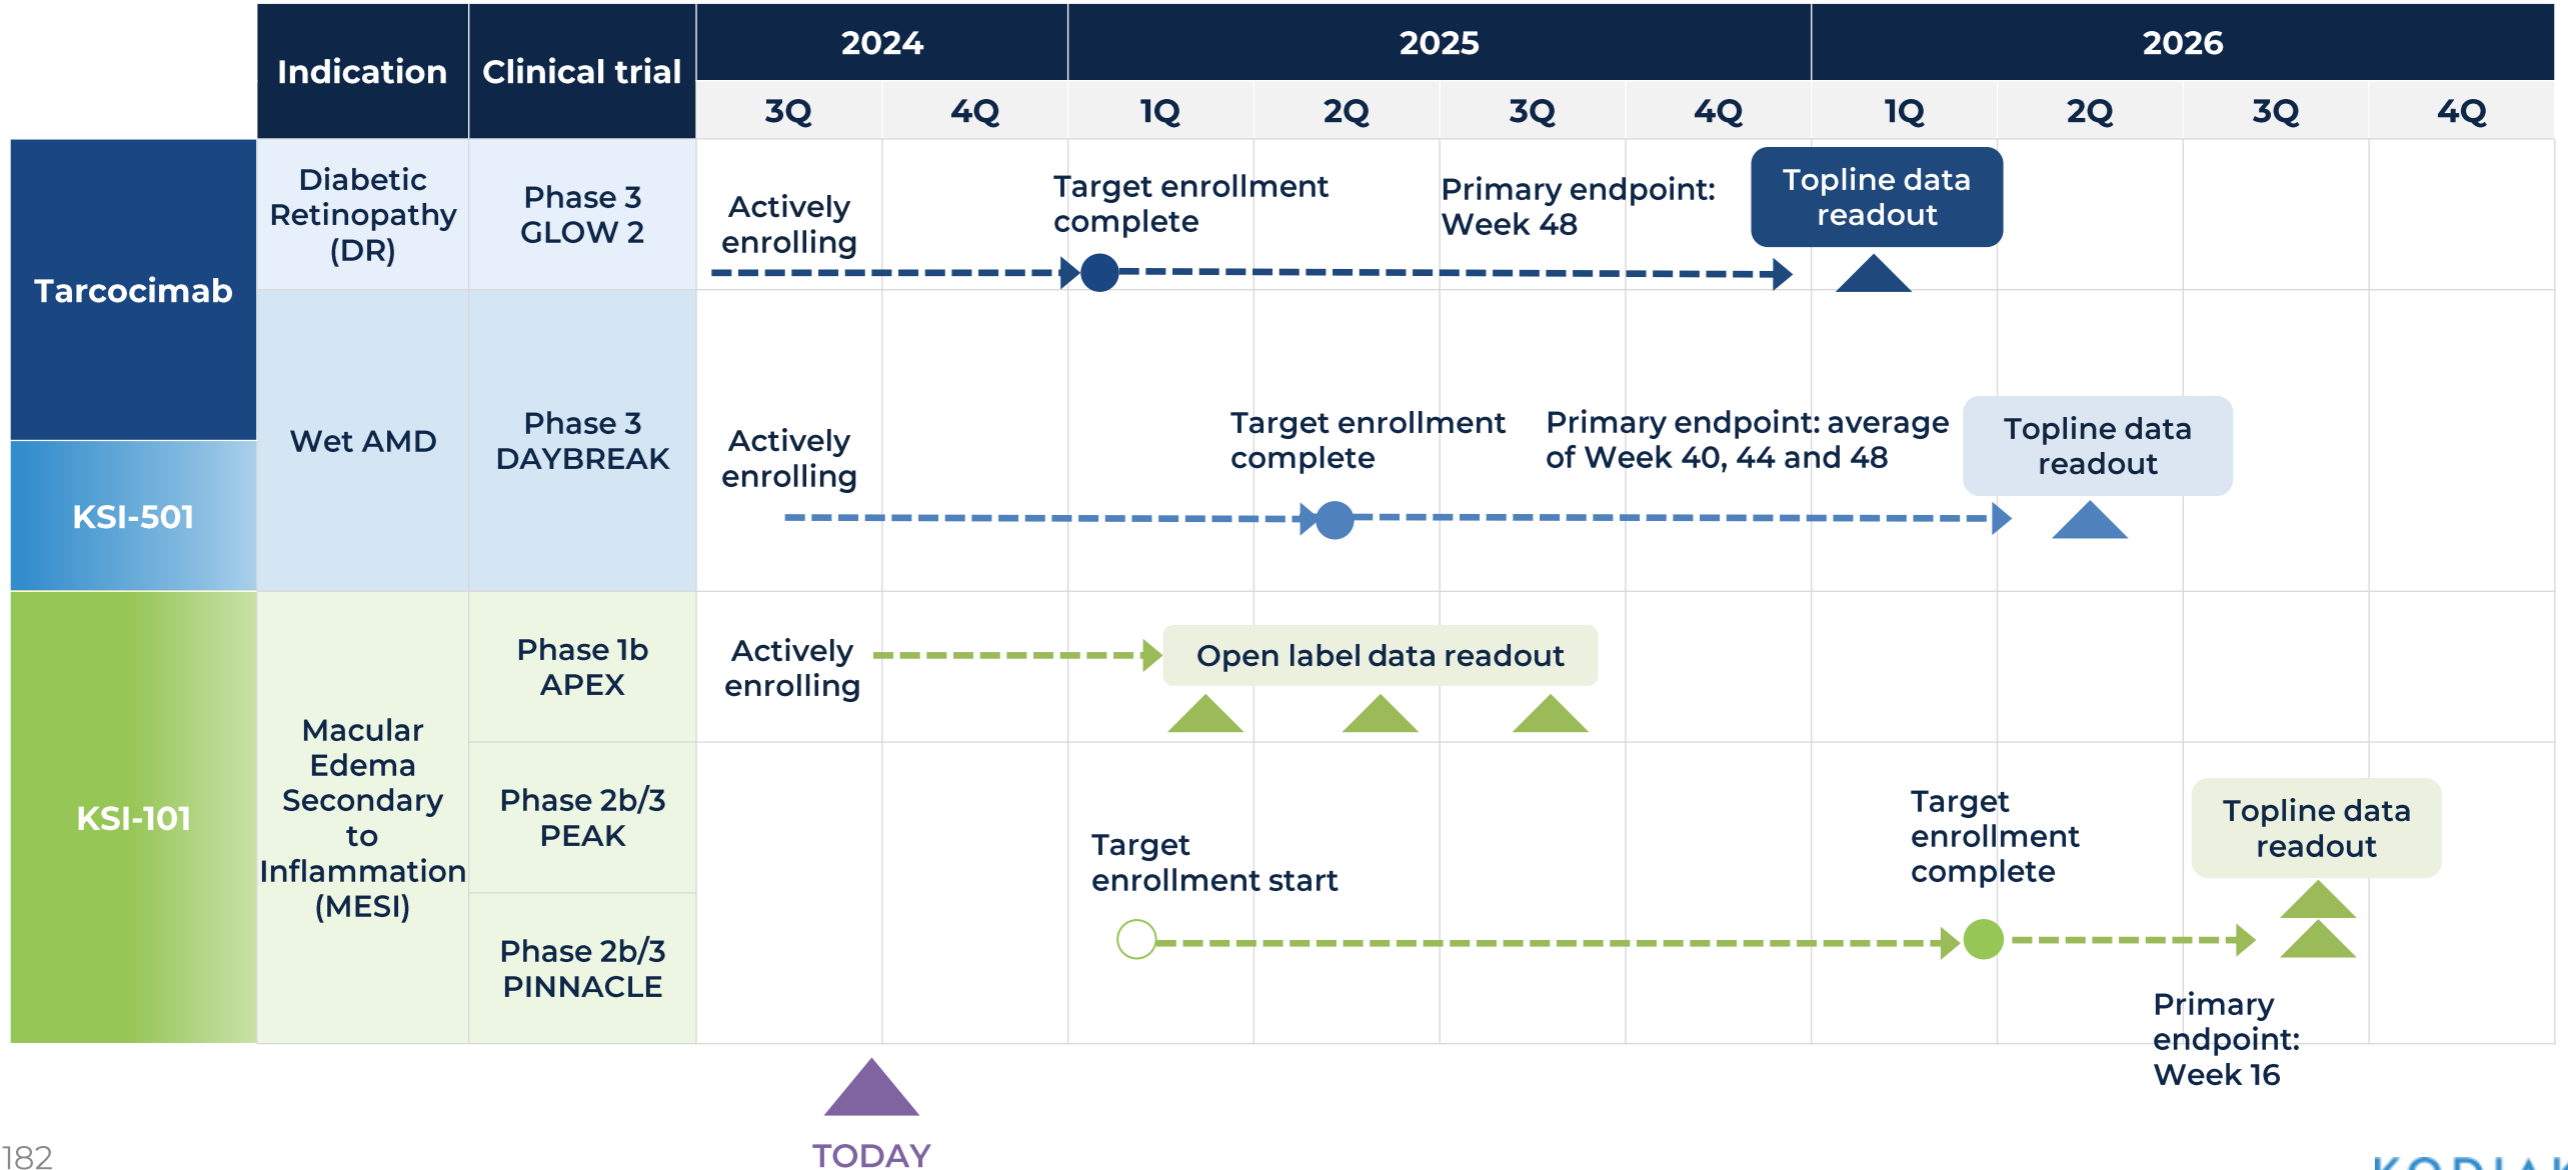 Indication
Clinical trial
2024
2025
2026
3Q
4Q
1Q
2Q
3Q
4Q
1Q
2Q
3Q
4Q
Tarcocimab
KSI-501
KSI-101
Diabetic
Retinopathy
(DR)
Phase 3
GLOW 2
Actively
enrolling
Target enrollment
complete
Primary endpoint:
Week 48
Topline data
readout
Wet AMD
Phase 3
DAYBREAK
Actively
enrolling
Target enrollment
complete
Primary endpoint: average
of Week 40, 44 and 48
Topline data
readout
Macular
Edema
Secondary
to
Inflammation
(MESI)
Phase 1b
APEX
Actively
enrolling
Open label data readout
Phase 2b/3
PEAK
Phase 2b/3
PINNACLE
Target
enrollment start
Target
enrollment
complete
Topline data
readout
Primary
endpoint:
Week 16
TODAY
182
KODIAK